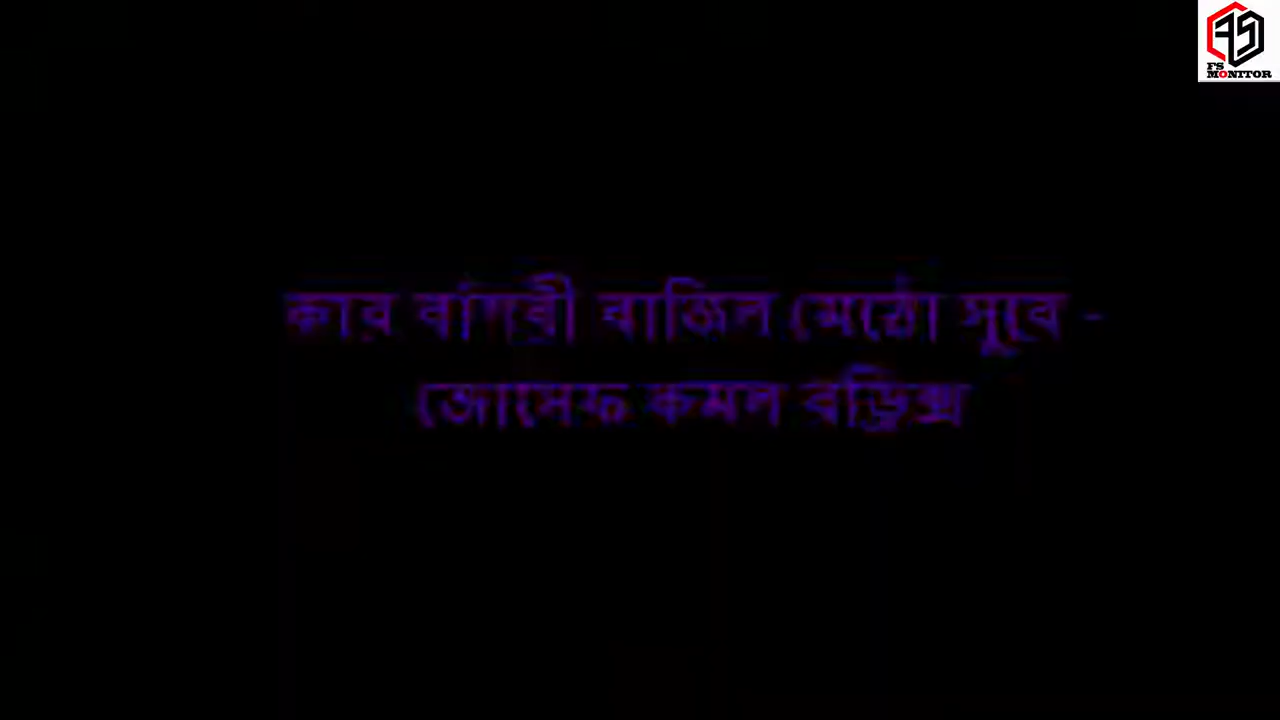 FS
MONITOR
কার বাঁশরী বাজিল মেঠো সুরে -
জোসেফ কমল রড্রিক্স